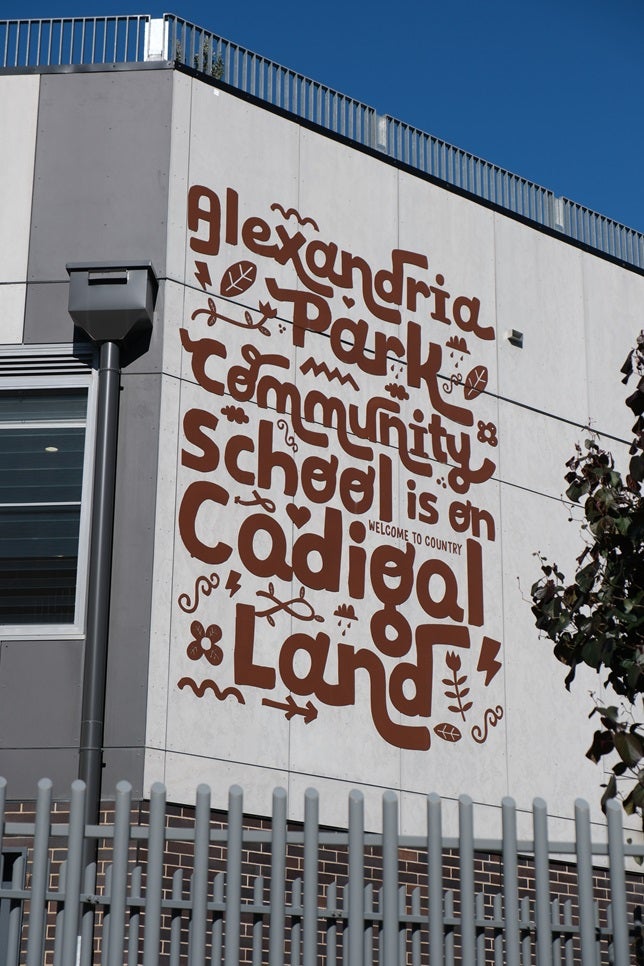 Alexandria
Park
Community
School is on
Cadigal
WELCOME TO COUNTRY
Land